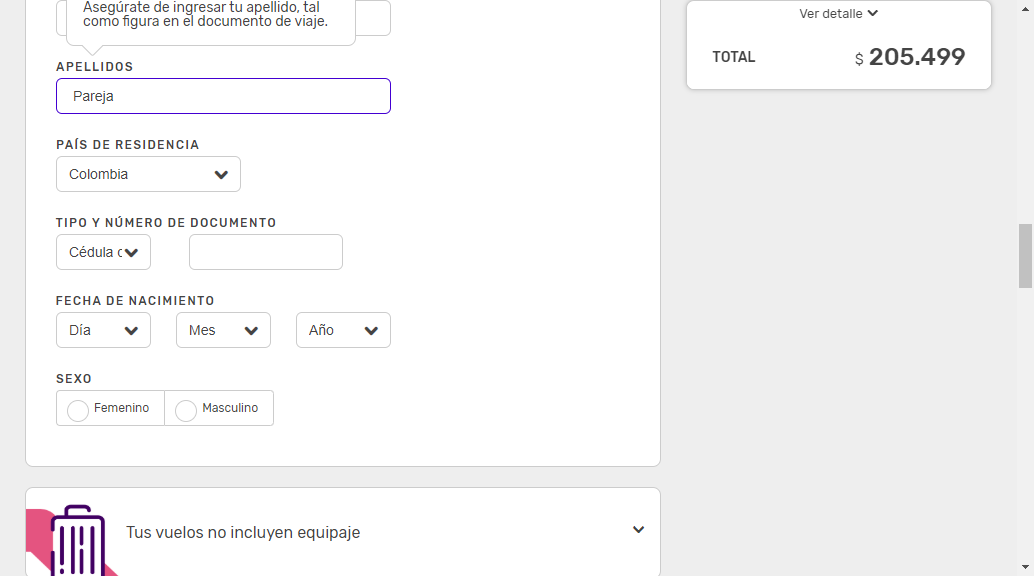 Asegúrate de ingresar tu apellido, tal
como figura en el documento de viaje.
APELLIDOS
Pareja
PAÍS DE RESIDENCIA
Colombia
TIPO Y NÚMERO DE DOCUMENTO
Cédula c
FECHA DE NACIMIENTO
Día Mes Año
SEXO
Femenino Masculino
Tus vuelos no incluyen equipaje
Ver detalle
TOTAL $ 205.499